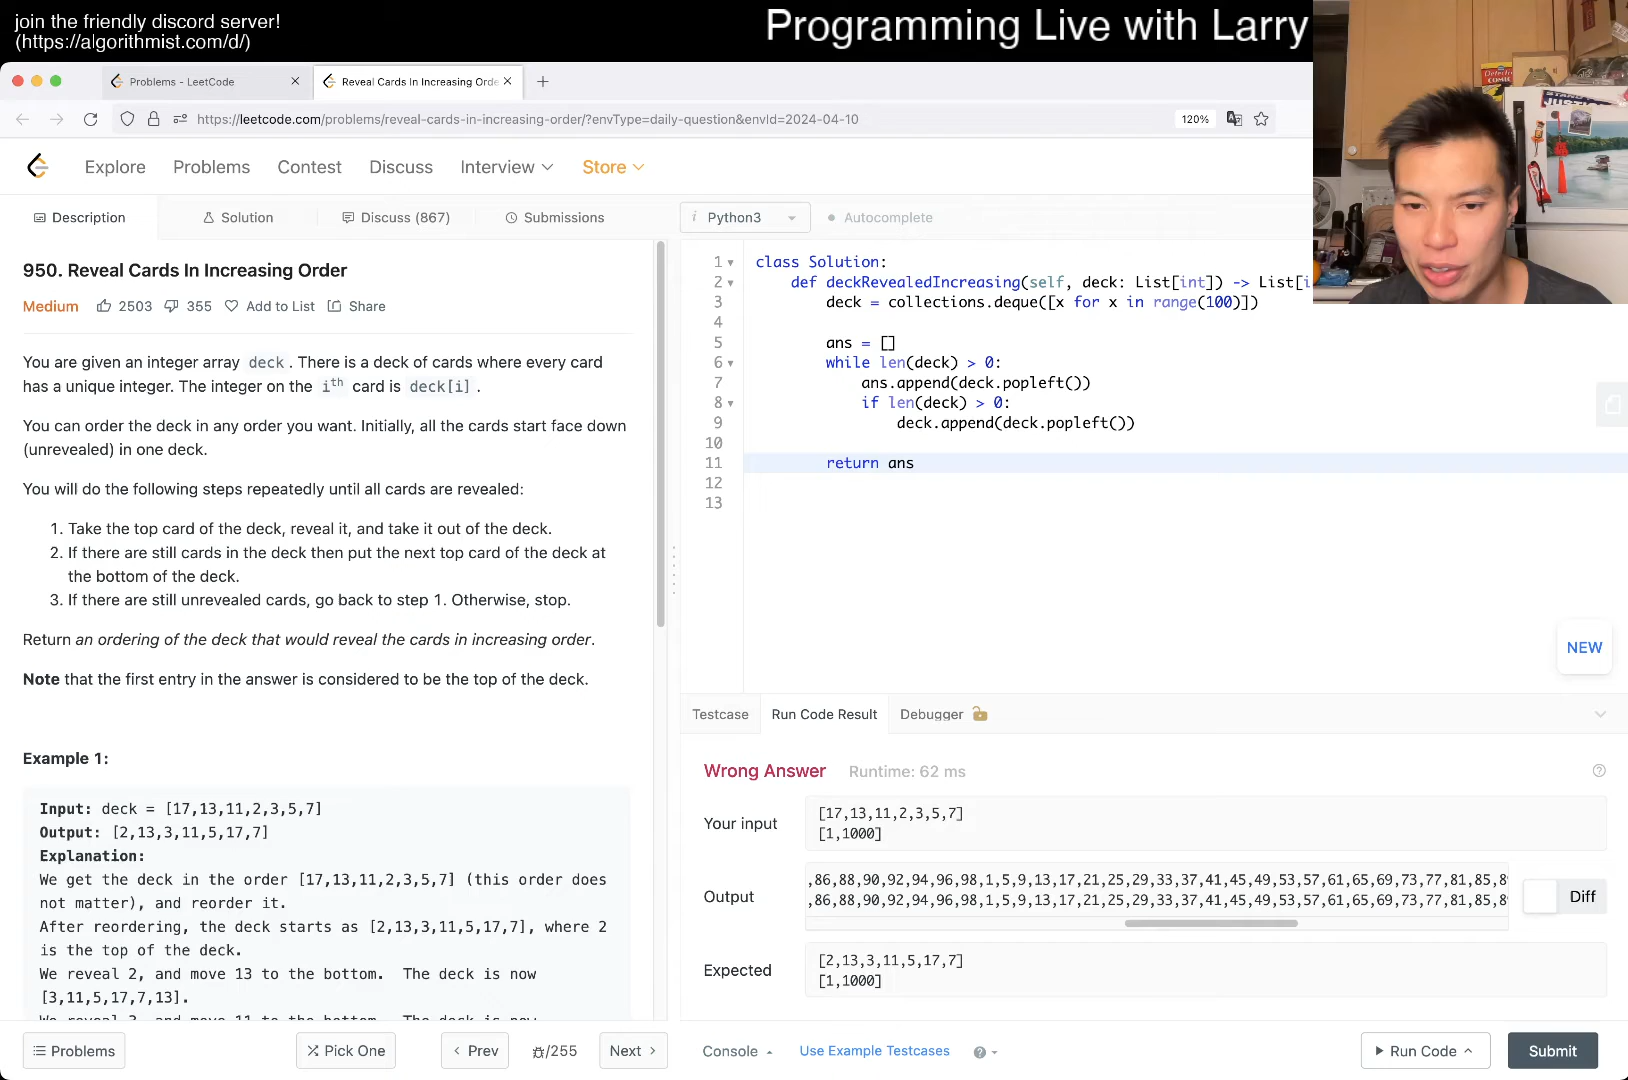 join the friendly discord server!
(https://algorithmist.com/d/)
Programming Live with Larry
Problems - LeetCode
Reveal Cards In Increasing Orde
https://leetcode.com/problems/reveal-cards-in-increasing-order/?envType=daily-question&envId=2024-04-10
120%
Explore Problems Contest Discuss Interview Store
Description Solution Discuss (867) Submissions
i Python3 Autocomplete
950. Reveal Cards In Increasing Order
Medium 2503 355 Add to List Share
You are given an integer array deck. There is a deck of cards where every card
has a unique integer. The integer on the ith card is deck[i].
You can order the deck in any order you want. Initially, all the cards start face down
(unrevealed) in one deck.
You will do the following steps repeatedly until all cards are revealed:
1. Take the top card of the deck, reveal it, and take it out of the deck.
2. If there are still cards in the deck then put the next top card of the deck at
the bottom of the deck.
3. If there are still unrevealed cards, go back to step 1. Otherwise, stop.
Return an ordering of the deck that would reveal the cards in increasing order.
Note that the first entry in the answer is considered to be the top of the deck.
Example 1:
Input: deck = [17,13,11,2,3,5,7]
Output: [2,13,3,11,5,17,7]
Explanation:
We get the deck in the order [17,13,11,2,3,5,7] (this order does
not matter), and reorder it.
After reordering, the deck starts as [2,13,3,11,5,17,7], where 2
is the top of the deck.
We reveal 2, and move 13 to the bottom. The deck is now
[3,11,5,17,7,13].
We reveal 3, and move 11 to the bottom. The deck is now
1 class Solution:
2 def deckRevealedIncreasing(self, deck: List[int]) -> List[i
3 deck = collections.deque([x for x in range(100)])
4
5 ans = []
6 while len(deck) > 0:
7 ans.append(deck.popleft())
8 if len(deck) > 0:
9 deck.append(deck.popleft())
10
11 return ans
12
13
NEW
Testcase Run Code Result Debugger
Wrong Answer Runtime: 62 ms
Your input
[17,13,11,2,3,5,7]
[1,1000]
Output
,86,88,90,92,94,96,98,1,5,9,13,17,21,25,29,33,37,41,45,49,53,57,61,65,69,73,77,81,85,8
,86,88,90,92,94,96,98,1,5,9,13,17,21,25,29,33,37,41,45,49,53,57,61,65,69,73,77,81,85,8
Diff
Expected
[2,13,3,11,5,17,7]
[1,1000]
Problems Pick One Prev /255 Next Console Use Example Testcases Run Code Submit